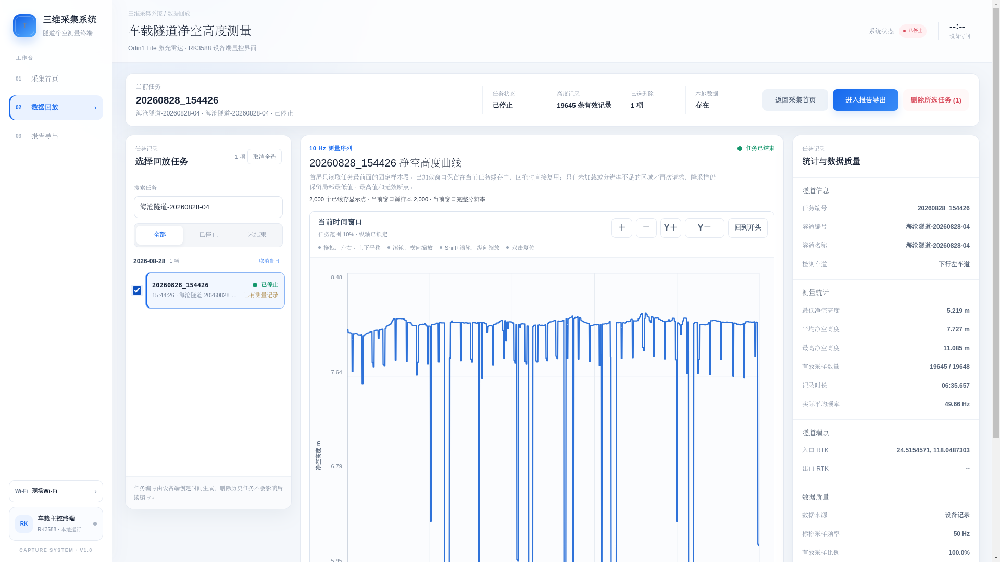 三维采集系统
隧道净空测量终端
工作台
01 采集首页
02 数据回放 ›
03 报告导出
Wi-Fi 现场Wi-Fi ›
RK 车载主控终端
RK3588 · 本地运行
CAPTURE SYSTEM · V1.0
三维采集系统 / 数据回放
车载隧道净空高度测量
Odin1 Lite 激光雷达 · RK3588 设备端显控界面
系统状态 已停止
--:--
设备时间
当前任务
20260828_154426
海沧隧道-20260828-04 · 海沧隧道-20260828-04 · 已停止
任务状态
已停止
高度记录
19645 条有效记录
已选删除
1 项
本地数据
存在
返回采集首页
进入报告导出
删除所选任务 (1)
任务记录
选择回放任务
1 项 取消全选
搜索任务
海沧隧道-20260828-04
全部 已停止 未结束
2026-08-28 1 项 取消当日
20260828_154426 已停止
15:44:26 · 海沧隧道-20260828-... 已有测量记录
任务编号由设备端创建时间生成，删除历史任务不会影响后
续编号。
10 Hz 测量序列 任务已结束
20260828_154426 净空高度曲线
首屏只读取任务最前面的固定样本段。已加载窗口保留在当前任务缓存中，回拖时直接复用；只有未加载或分辨率不足的区域才再次请求，降采样仍
保留局部最低值、最高值和无效断点。
2,000 个已缓存显示点 · 当前窗口源样本 2,000 · 当前窗口完整分辨率
当前时间窗口
任务范围 10% · 纵轴已锁定
＋ － Y＋ Y－ 回到开头
拖拽：左右、上下平移 滚轮：横向缩放 Shift+滚轮：纵向缩放 双击复位
8.48
7.64
6.79
5.95
净空高度 m
任务记录
统计与数据质量
隧道信息
任务编号 20260828_154426
隧道编号 海沧隧道-20260828-04
隧道名称 海沧隧道-20260828-04
检测车道 下行左车道
测量统计
最低净空高度 5.219 m
平均净空高度 7.727 m
最高净空高度 11.085 m
有效采样数量 19645 / 19648
记录时长 06:35.657
实际平均频率 49.66 Hz
隧道端点
入口 RTK 24.5154571, 118.0487303
出口 RTK --
数据质量
数据来源 设备记录
标称采样频率 50 Hz
有效采样比例 100.0%